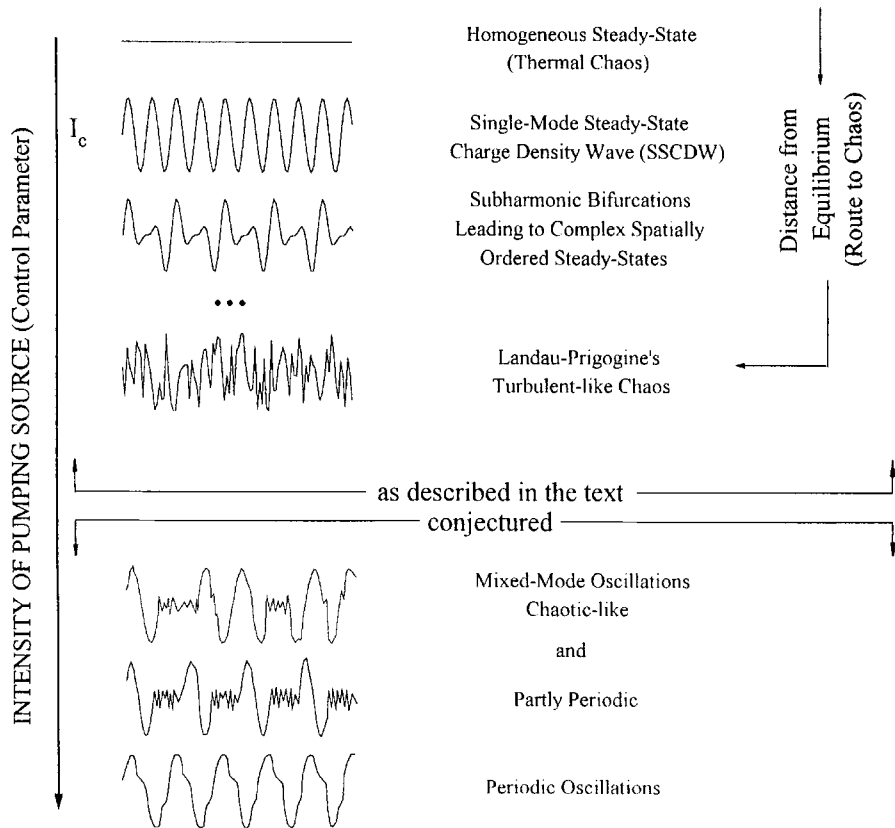 INTENSITY OF PUMPING SOURCE (Control Parameter)
Homogeneous Steady-State
(Thermal Chaos)
I_c
Single-Mode Steady-State
Charge Density Wave (SSCDW)
Subharmonic Bifurcations
Leading to Complex Spatially
Ordered Steady-States
•••
Landau-Prigogine's
Turbulent-like Chaos
Distance from
Equilibrium
(Route to Chaos)
as described in the text
conjectured
Mixed-Mode Oscillations
Chaotic-like
and
Partly Periodic
Periodic Oscillations